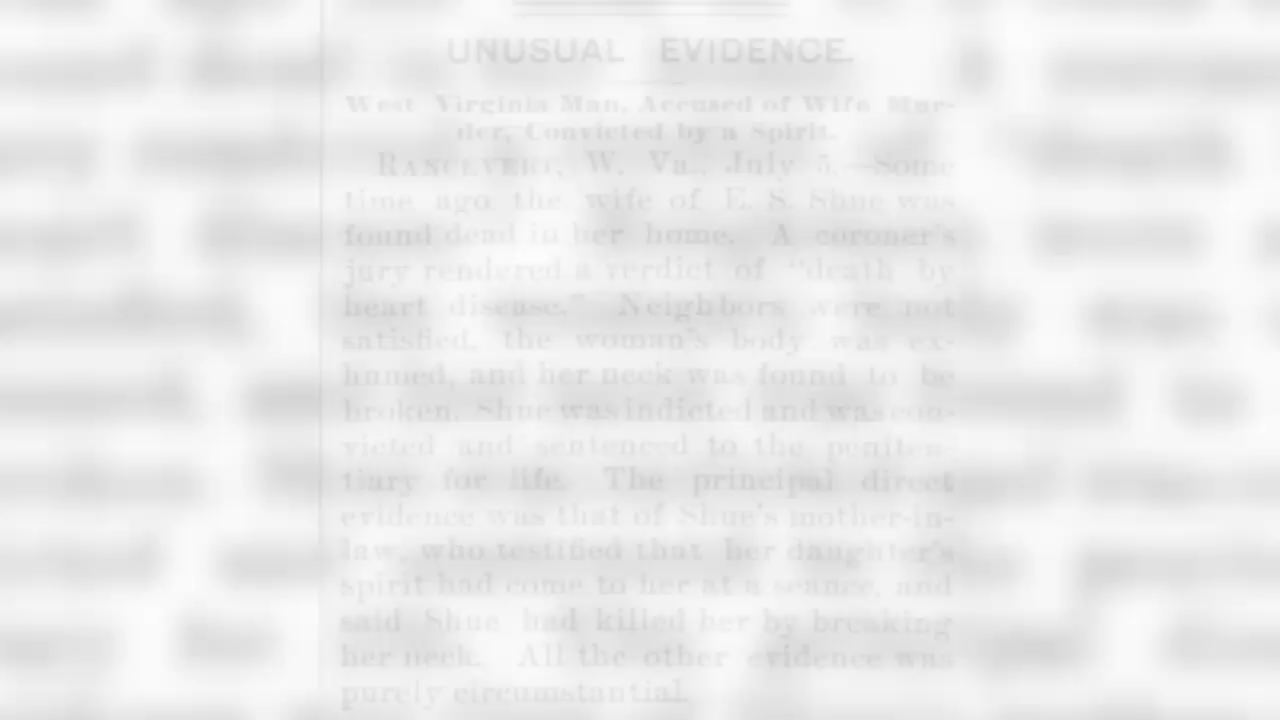 UNUSUAL EVIDENCE.
West Virginia Man, Accused of Wife Mur-
der, Convicted by a Spirit.
RANCEVERT, W. Va., July 5.—Some
time ago the wife of E. S. Shue was
found dead in her home. A coroner's
jury rendered a verdict of "death by
heart disease." Neighbors were not
satisfied, the woman's body was ex-
humed, and her neck was found to be
broken. Shue was indicted and was con-
victed and sentenced to the peniten-
tiary for life. The principal direct
evidence was that of Shue's mother-in-
law, who testified that her daughter's
spirit had come to her at a seance, and
said Shue had killed her by breaking
her neck. All the other evidence was
purely circumstantial.